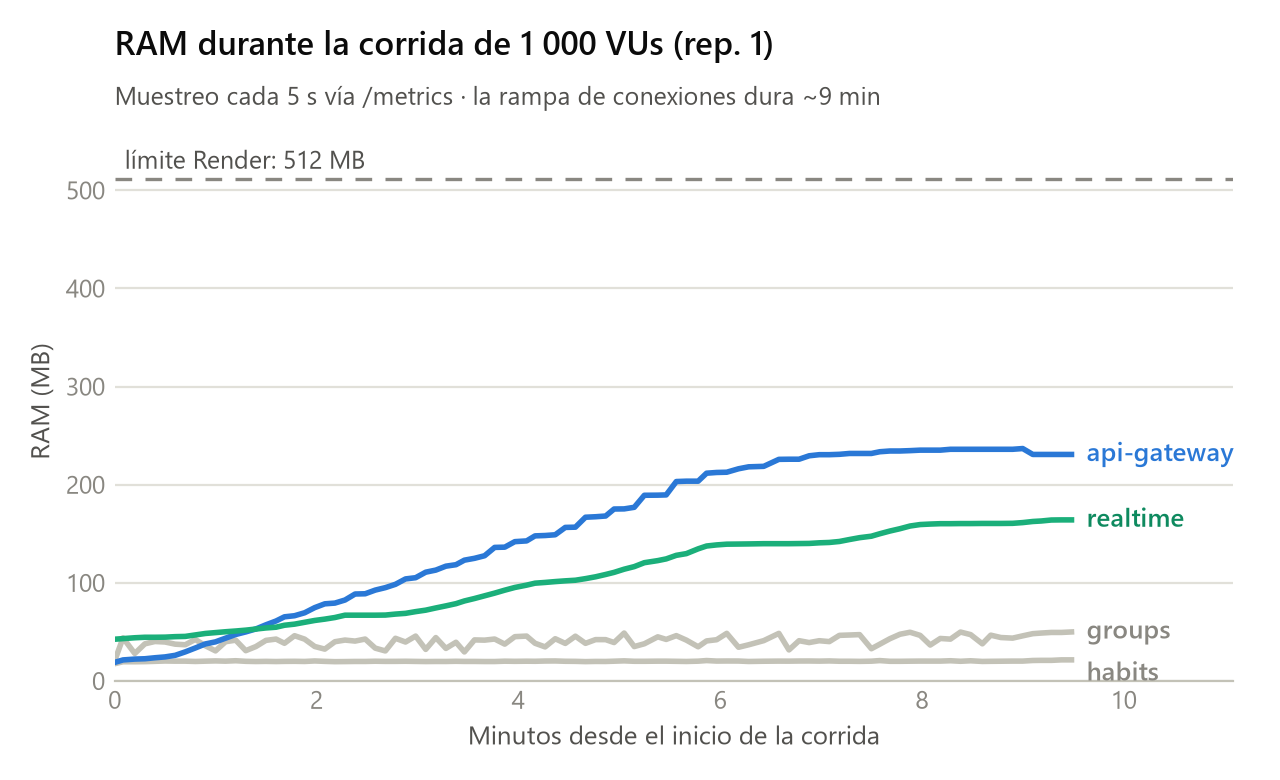 RAM durante la corrida de 1 000 VUs (rep. 1)
Muestreo cada 5 s vía /metrics · la rampa de conexiones dura ~9 min
límite Render: 512 MB
500
400
300
200
100
0
RAM (MB)
api-gateway
realtime
groups
habits
0 2 4 6 8 10
Minutos desde el inicio de la corrida